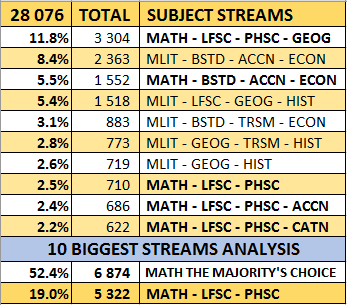 28 076 TOTAL SUBJECT STREAMS
11.8% 3 304 MATH - LFSC - PHSC - GEOG
8.4% 2 363 MLIT - BSTD - ACCN - ECON
5.5% 1 552 MATH - BSTD - ACCN - ECON
5.4% 1 518 MLIT - LFSC - GEOG - HIST
3.1% 883 MLIT - BSTD - TRSM - ECON
2.8% 773 MLIT - GEOG - TRSM - HIST
2.6% 719 MLIT - GEOG - HIST
2.5% 710 MATH - LFSC - PHSC
2.4% 686 MATH - LFSC - PHSC - ACCN
2.2% 622 MATH - LFSC - PHSC - CATN
10 BIGGEST STREAMS ANALYSIS
52.4% 6 874 MATH THE MAJORITY'S CHOICE
19.0% 5 322 MATH - LFSC - PHSC